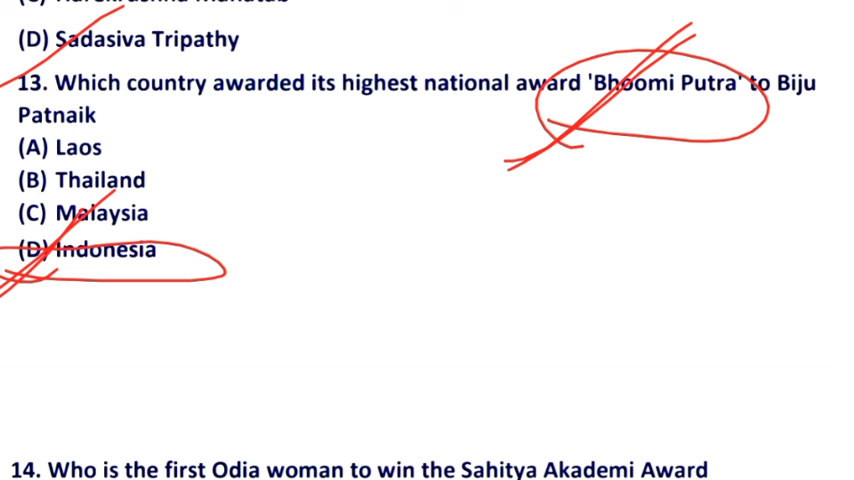 (D) Sadasiva Tripathy
13. Which country awarded its highest national award 'Bhoomi Putra' to Biju
Patnaik
(A) Laos
(B) Thailand
(C) Malaysia
(D) Indonesia
14. Who is the first Odia woman to win the Sahitya Akademi Award